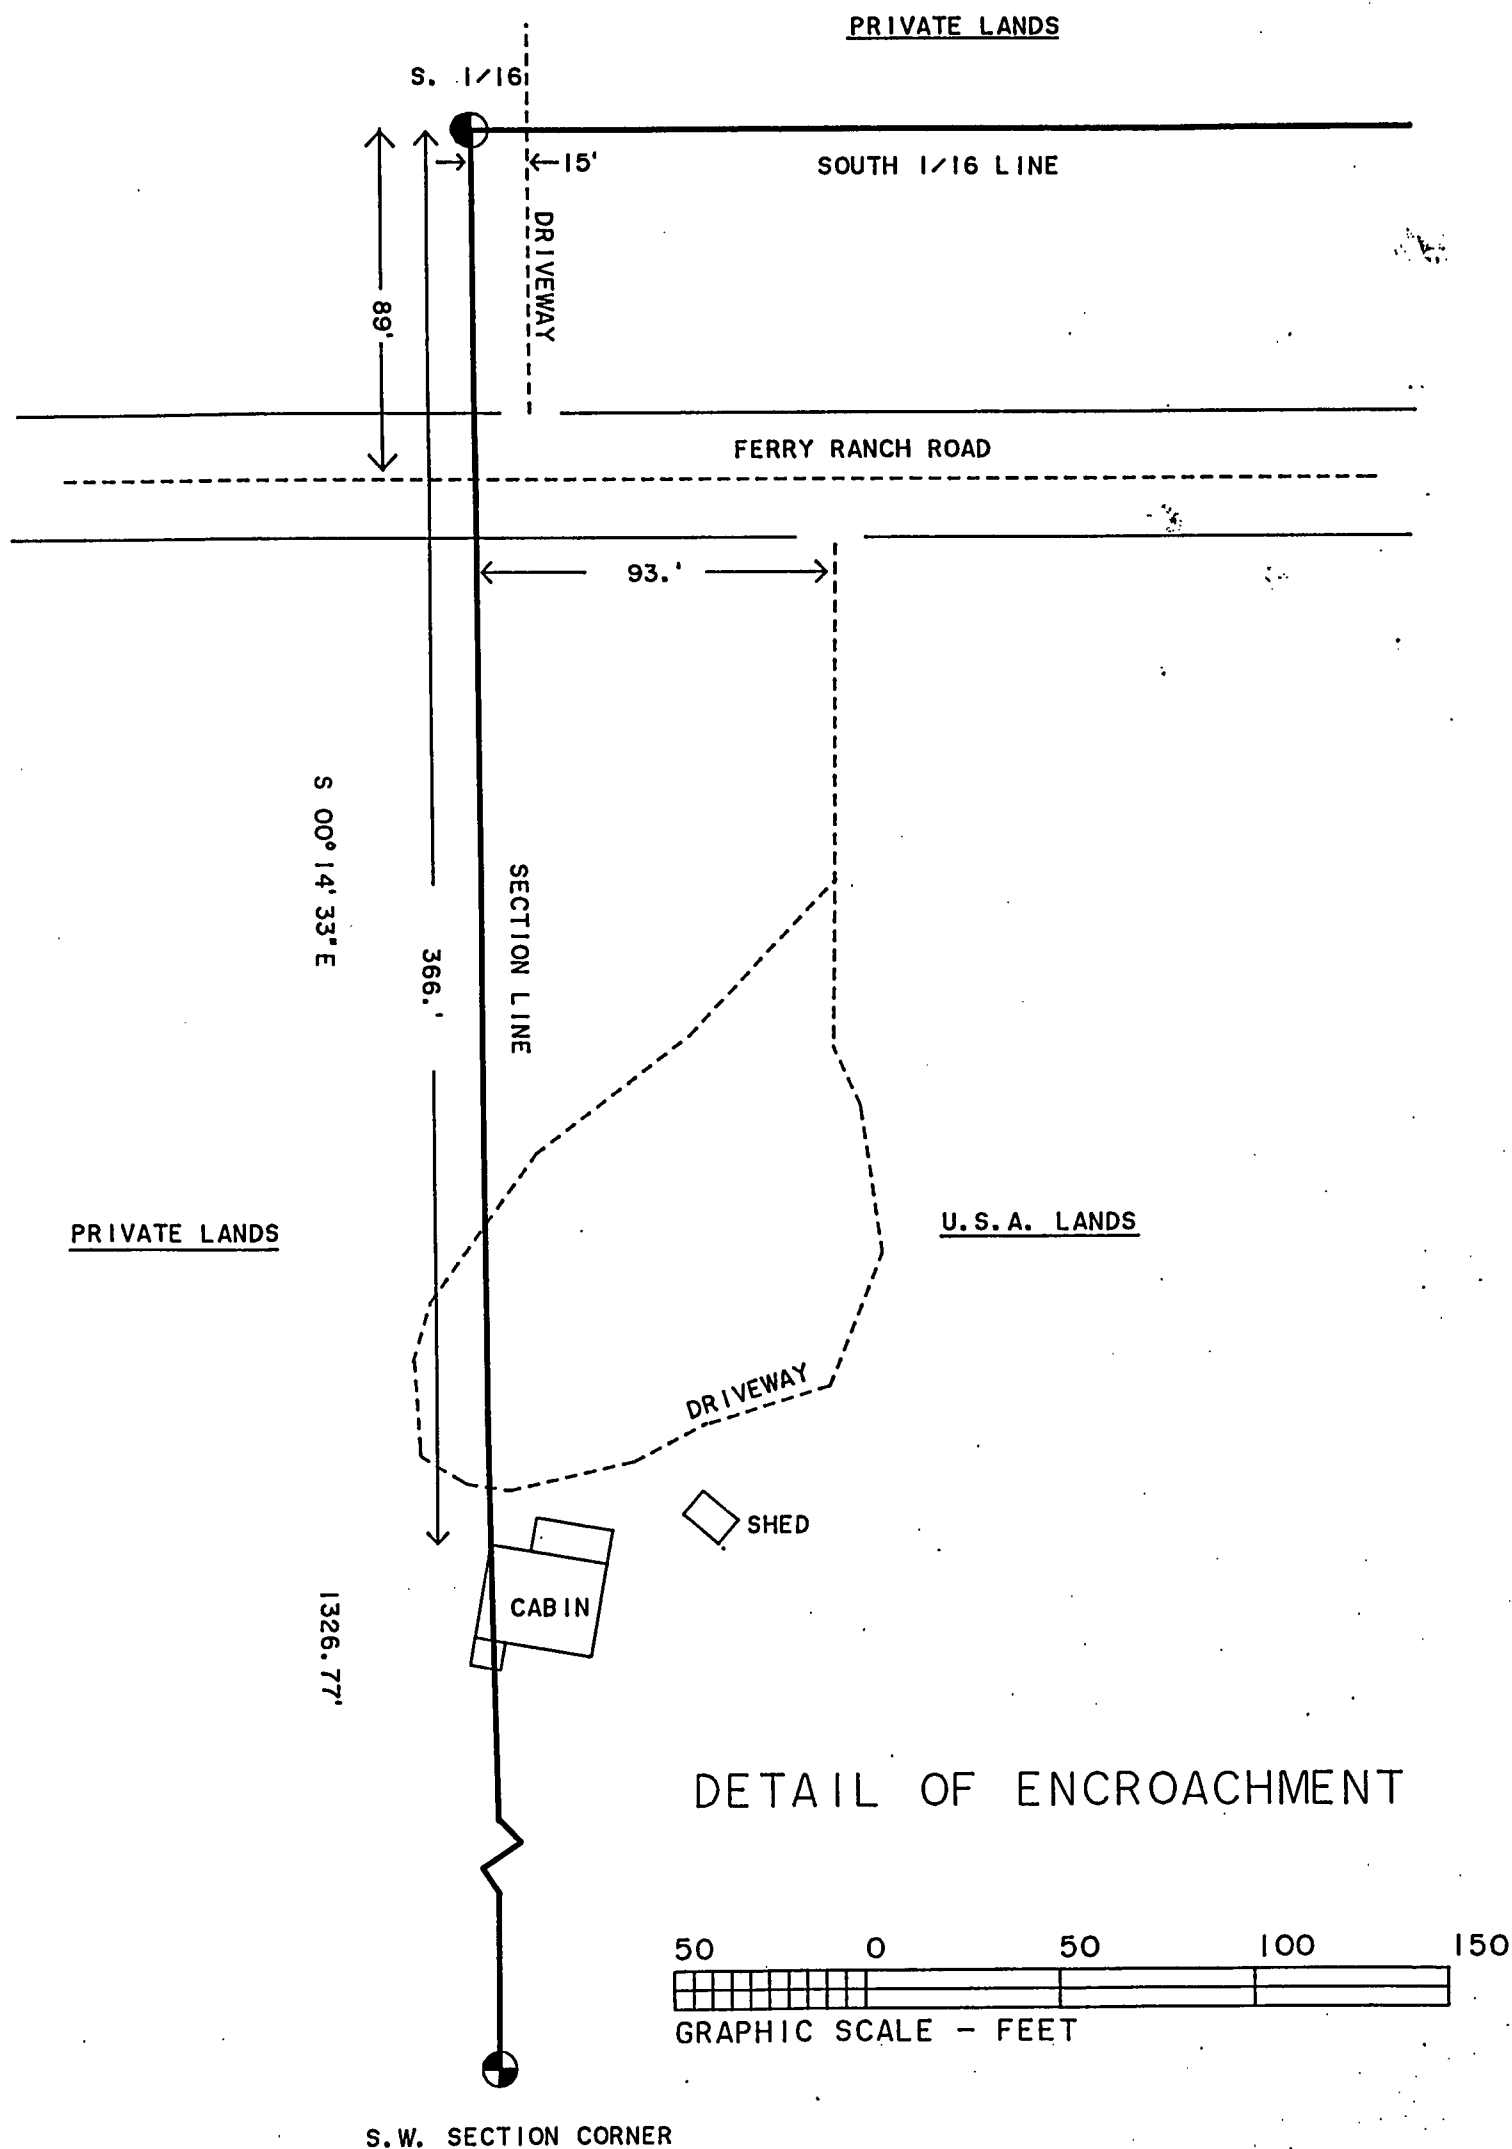 PRIVATE LANDS
S. 1/16
15'
SOUTH 1/16 LINE
DRIVEWAY
89'
FERRY RANCH ROAD
93.'
S 00° 14' 33" E
SECTION LINE
366.'
PRIVATE LANDS
U.S.A. LANDS
DRIVEWAY
SHED
CABIN
1326.77'
DETAIL OF ENCROACHMENT
50 0 50 100 150
GRAPHIC SCALE - FEET
S.W. SECTION CORNER